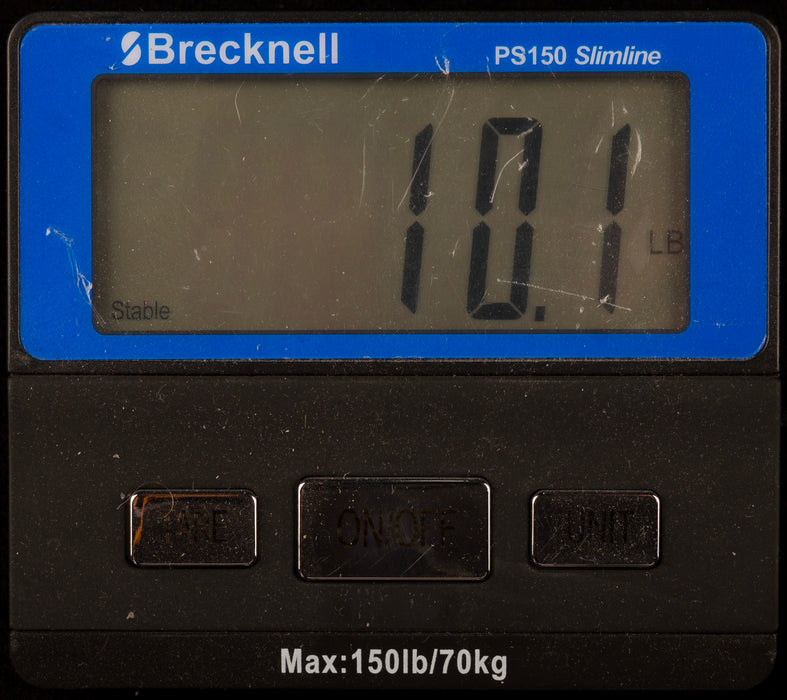 Brecknell PS150 Slimline
10.1 LB
Stable
TARE ON/OFF UNIT
Max:150lb/70kg